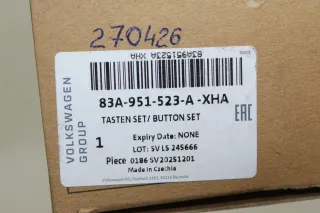 270426
83A951523A XHA
VOLKSWAGEN
GROUP
83A-951-523-A -XHA
TASTEN SET/ BUTTON SET
EAC
1
Expiry Date: NONE
LOT: SV LS 245666
Piece 0186 SV20251201
Made in Czechia